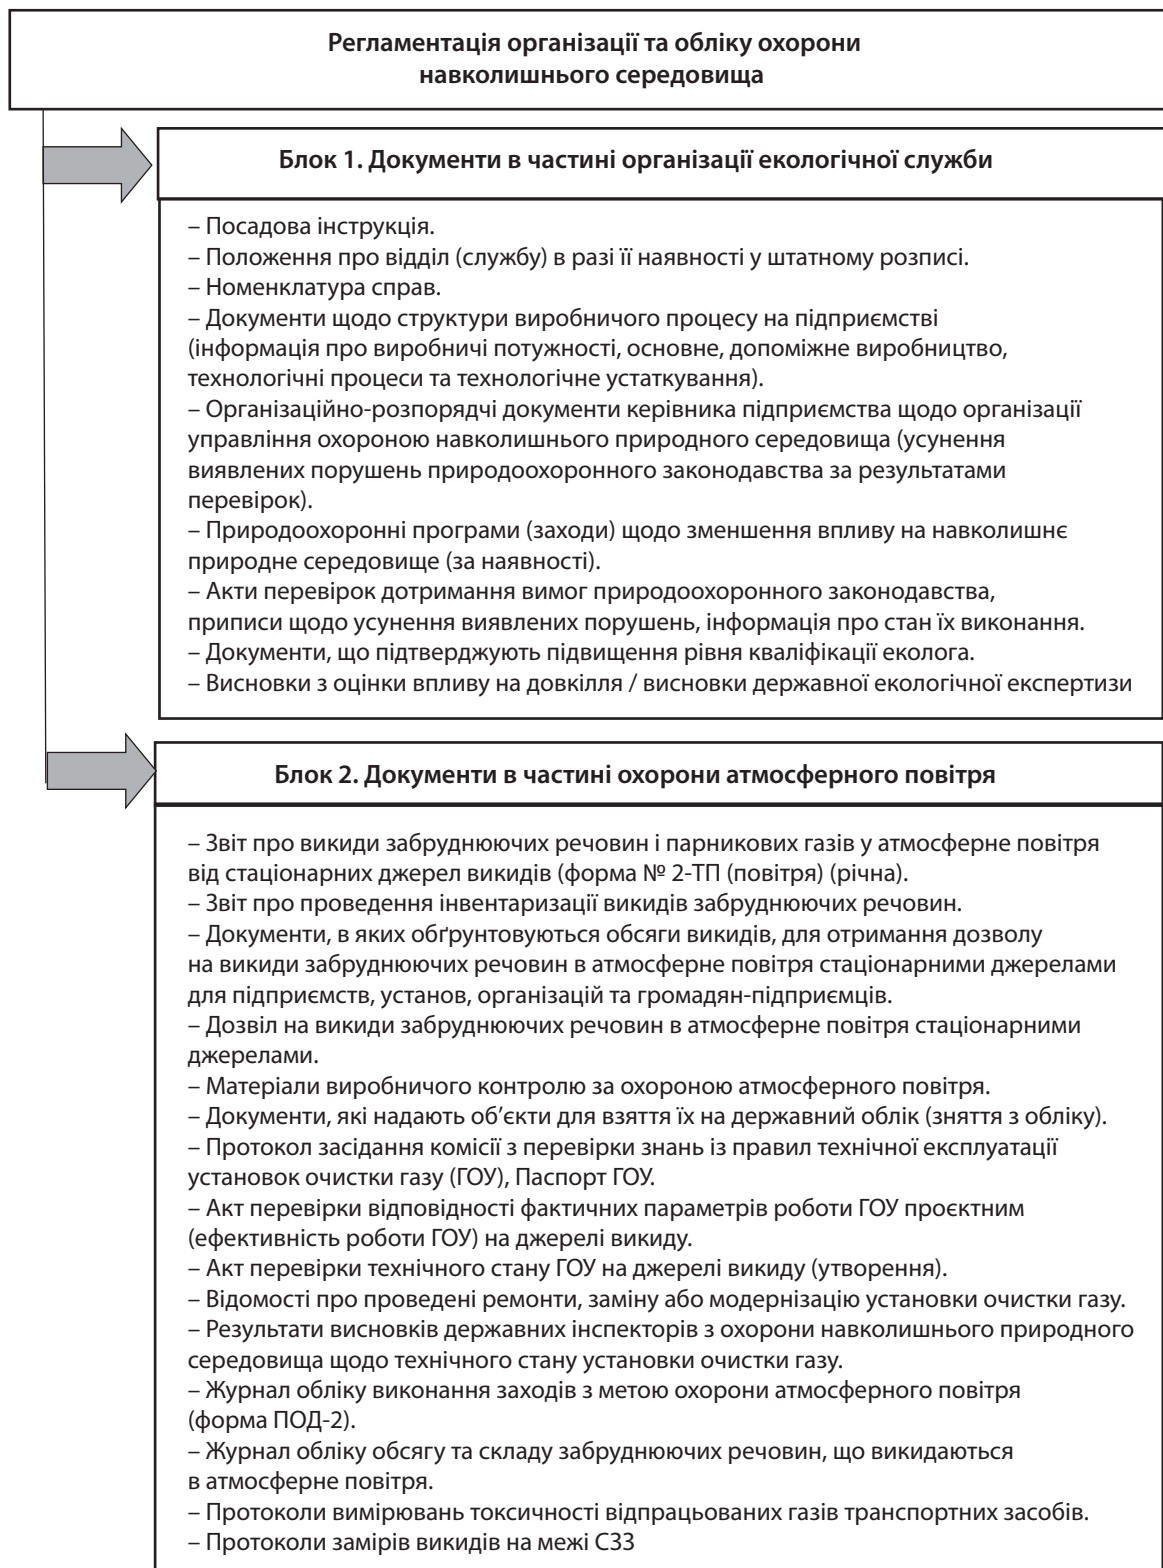 Регламентація організації та обліку охорони
навколишнього середовища
Блок 1. Документи в частині організації екологічної служби
– Посадова інструкція.
– Положення про відділ (службу) в разі її наявності у штатному розписі.
– Номенклатура справ.
– Документи щодо структури виробничого процесу на підприємстві
(інформація про виробничі потужності, основне, допоміжне виробництво,
технологічні процеси та технологічне устаткування).
– Організаційно-розпорядчі документи керівника підприємства щодо організації
управління охороною навколишнього природного середовища (усунення
виявлених порушень природоохоронного законодавства за результатами
перевірок).
– Природоохоронні програми (заходи) щодо зменшення впливу на навколишнє
природне середовище (за наявності).
– Акти перевірок дотримання вимог природоохоронного законодавства,
приписи щодо усунення виявлених порушень, інформація про стан їх виконання.
– Документи, що підтверджують підвищення рівня кваліфікації еколога.
– Висновки з оцінки впливу на довкілля / висновки державної екологічної експертизи
Блок 2. Документи в частині охорони атмосферного повітря
– Звіт про викиди забруднюючих речовин і парникових газів у атмосферне повітря
від стаціонарних джерел викидів (форма № 2-ТП (повітря) (річна).
– Звіт про проведення інвентаризації викидів забруднюючих речовин.
– Документи, в яких обґрунтовуються обсяги викидів, для отримання дозволу
на викиди забруднюючих речовин в атмосферне повітря стаціонарними джерелами
для підприємств, установ, організацій та громадян-підприємців.
– Дозвіл на викиди забруднюючих речовин в атмосферне повітря стаціонарними
джерелами.
– Матеріали виробничого контролю за охороною атмосферного повітря.
– Документи, які надають об’єкти для взяття їх на державний облік (зняття з обліку).
– Протокол засідання комісії з перевірки знань із правил технічної експлуатації
установок очистки газу (ГОУ), Паспорт ГОУ.
– Акт перевірки відповідності фактичних параметрів роботи ГОУ проєктним
(ефективність роботи ГОУ) на джерелі викиду.
– Акт перевірки технічного стану ГОУ на джерелі викиду (утворення).
– Відомості про проведені ремонти, заміну або модернізацію установки очистки газу.
– Результати висновків державних інспекторів з охорони навколишнього природного
середовища щодо технічного стану установки очистки газу.
– Журнал обліку виконання заходів з метою охорони атмосферного повітря
(форма ПОД-2).
– Журнал обліку обсягу та складу забруднюючих речовин, що викидаються
в атмосферне повітря.
– Протоколи вимірювань токсичності відпрацьованих газів транспортних засобів.
– Протоколи замірів викидів на межі СЗЗ